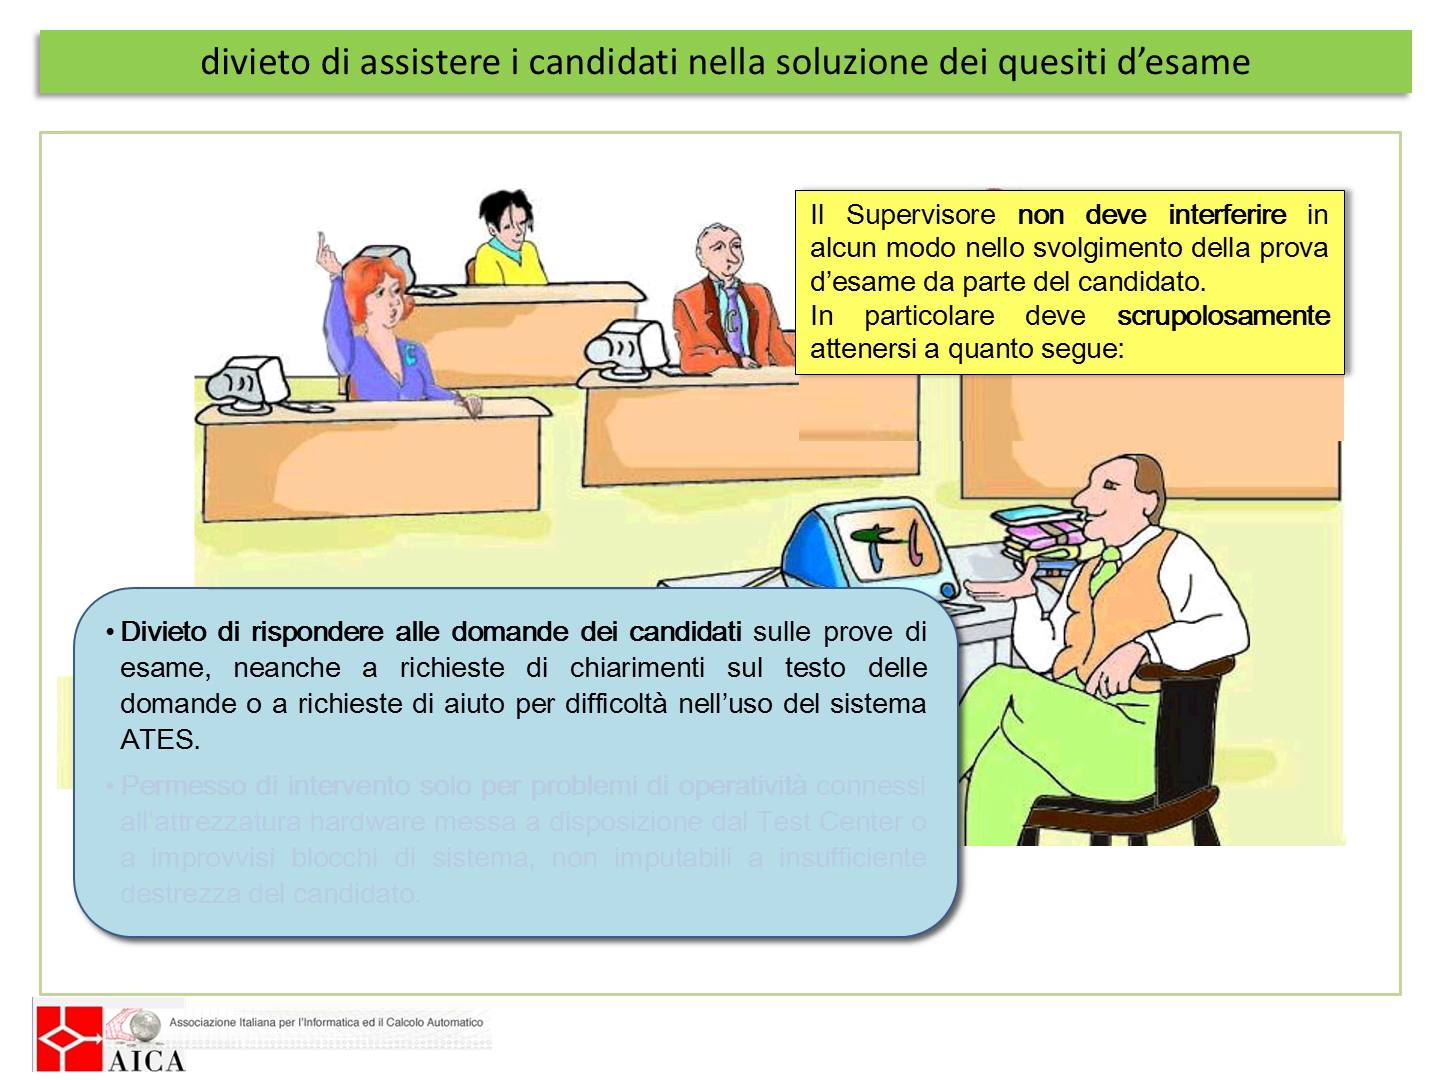 divieto di assistere i candidati nella soluzione dei quesiti d’esame
Il Supervisore non deve interferire in
alcun modo nello svolgimento della prova
d’esame da parte del candidato.
In particolare deve scrupolosamente
attenersi a quanto segue:
• Divieto di rispondere alle domande dei candidati sulle prove di
esame, neanche a richieste di chiarimenti sul testo delle
domande o a richieste di aiuto per difficoltà nell’uso del sistema
ATES.
• Permesso di intervento solo per problemi di operatività connessi
all’attrezzatura hardware messa a disposizione dal Test Center o
a improvvisi blocchi di sistema, non imputabili a insufficiente
destrezza del candidato.
Associazione Italiana per l'Informatica ed il Calcolo Automatico
AICA